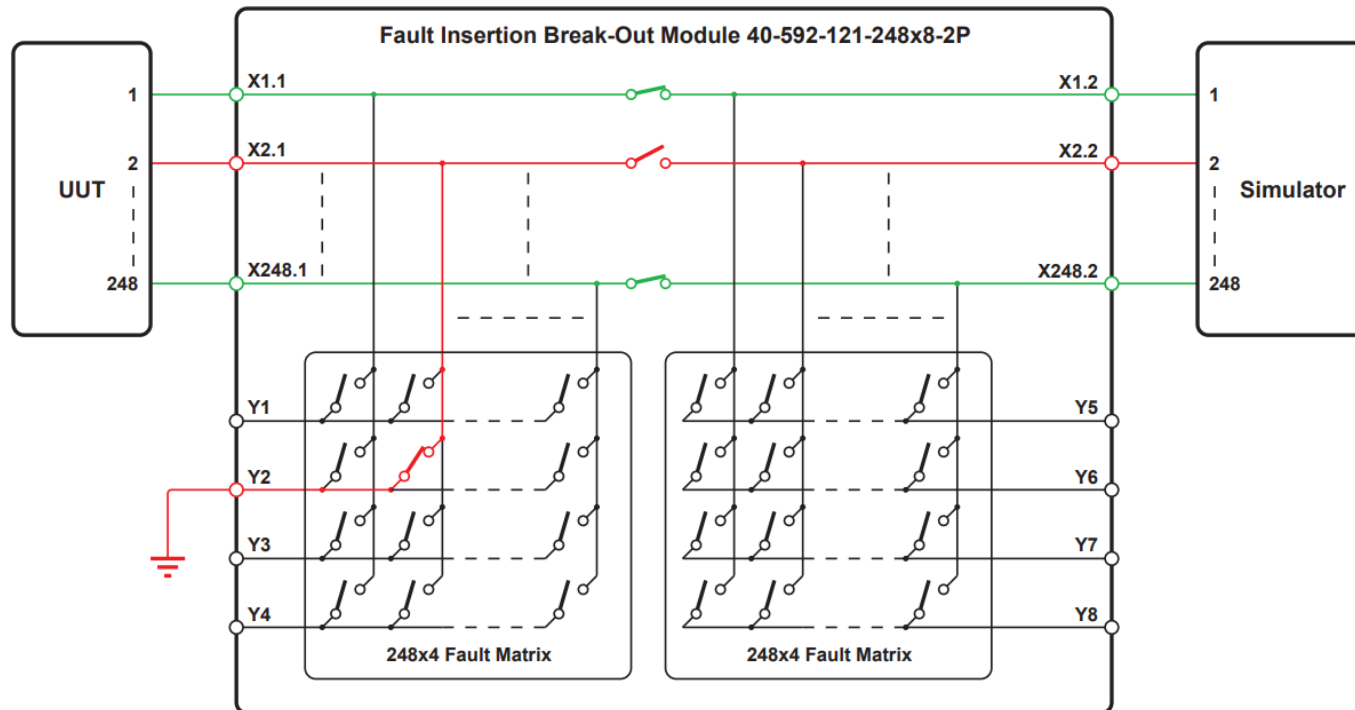 Fault Insertion Break-Out Module 40-592-121-248x8-2P
1 X1.1 X1.2 1
2 X2.1 X2.2 2
UUT Simulator
248 X248.1 X248.2 248
Y1 Y5
Y2 Y6
Y3 Y7
Y4 Y8
248x4 Fault Matrix 248x4 Fault Matrix